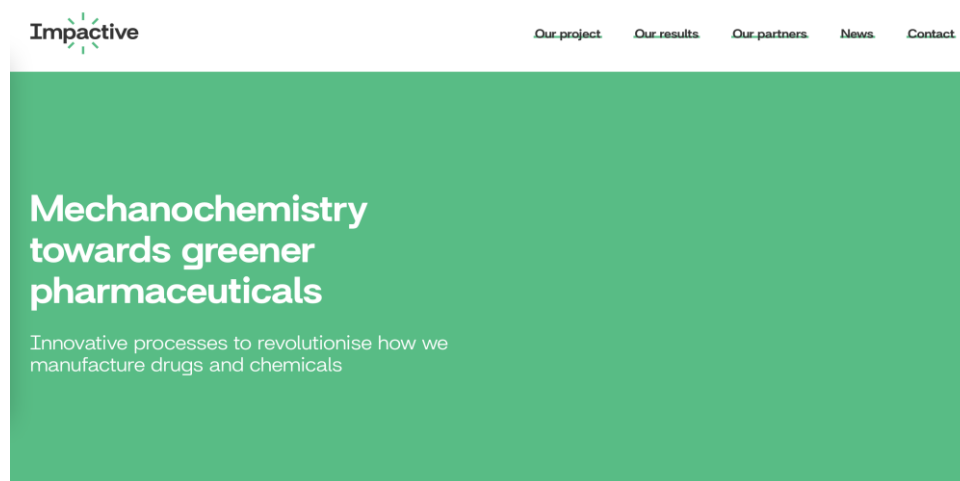 Impactive
Our project Our results Our partners News Contact
Mechanochemistry
towards greener
pharmaceuticals
Innovative processes to revolutionise how we
manufacture drugs and chemicals